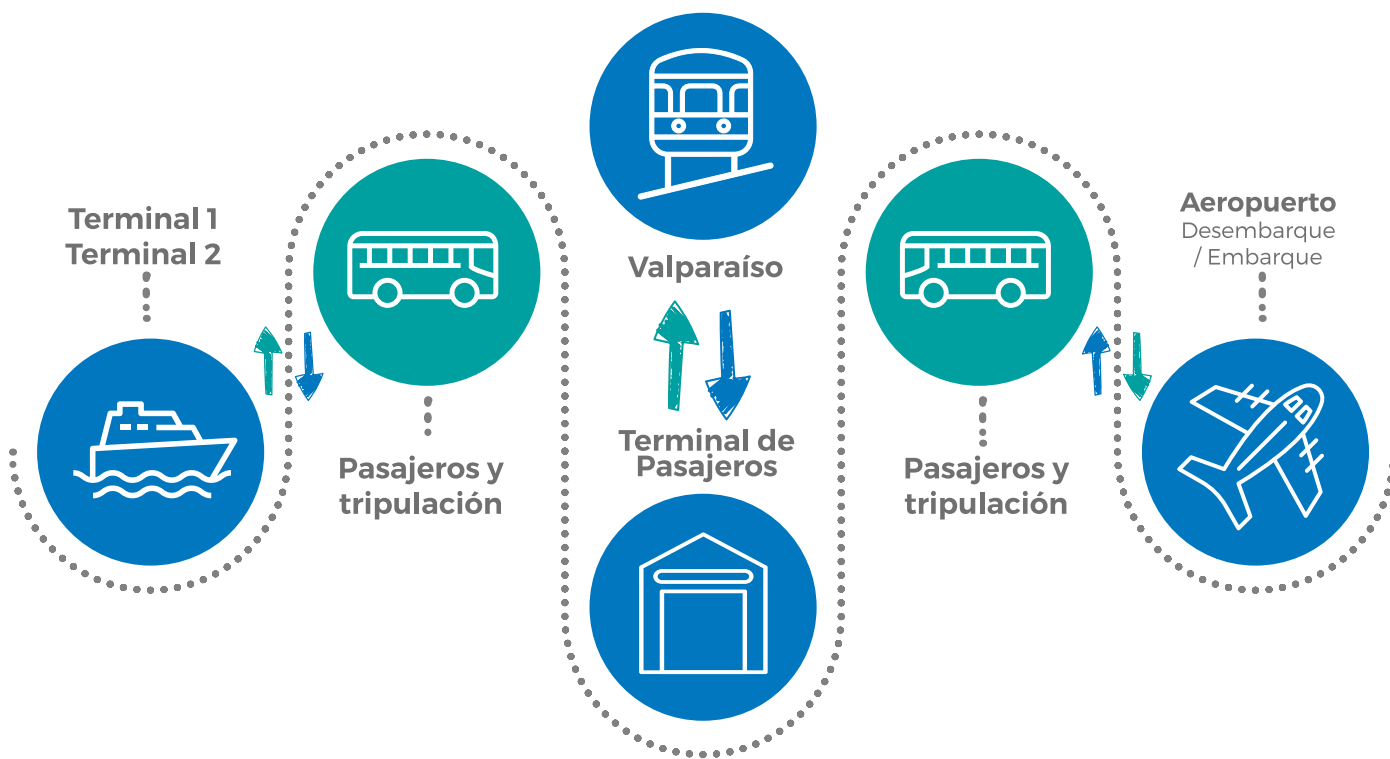 Terminal 1
Terminal 2
Pasajeros y
tripulación
Valparaíso
Terminal de
Pasajeros
Pasajeros y
tripulación
Aeropuerto
Desembarque
/ Embarque